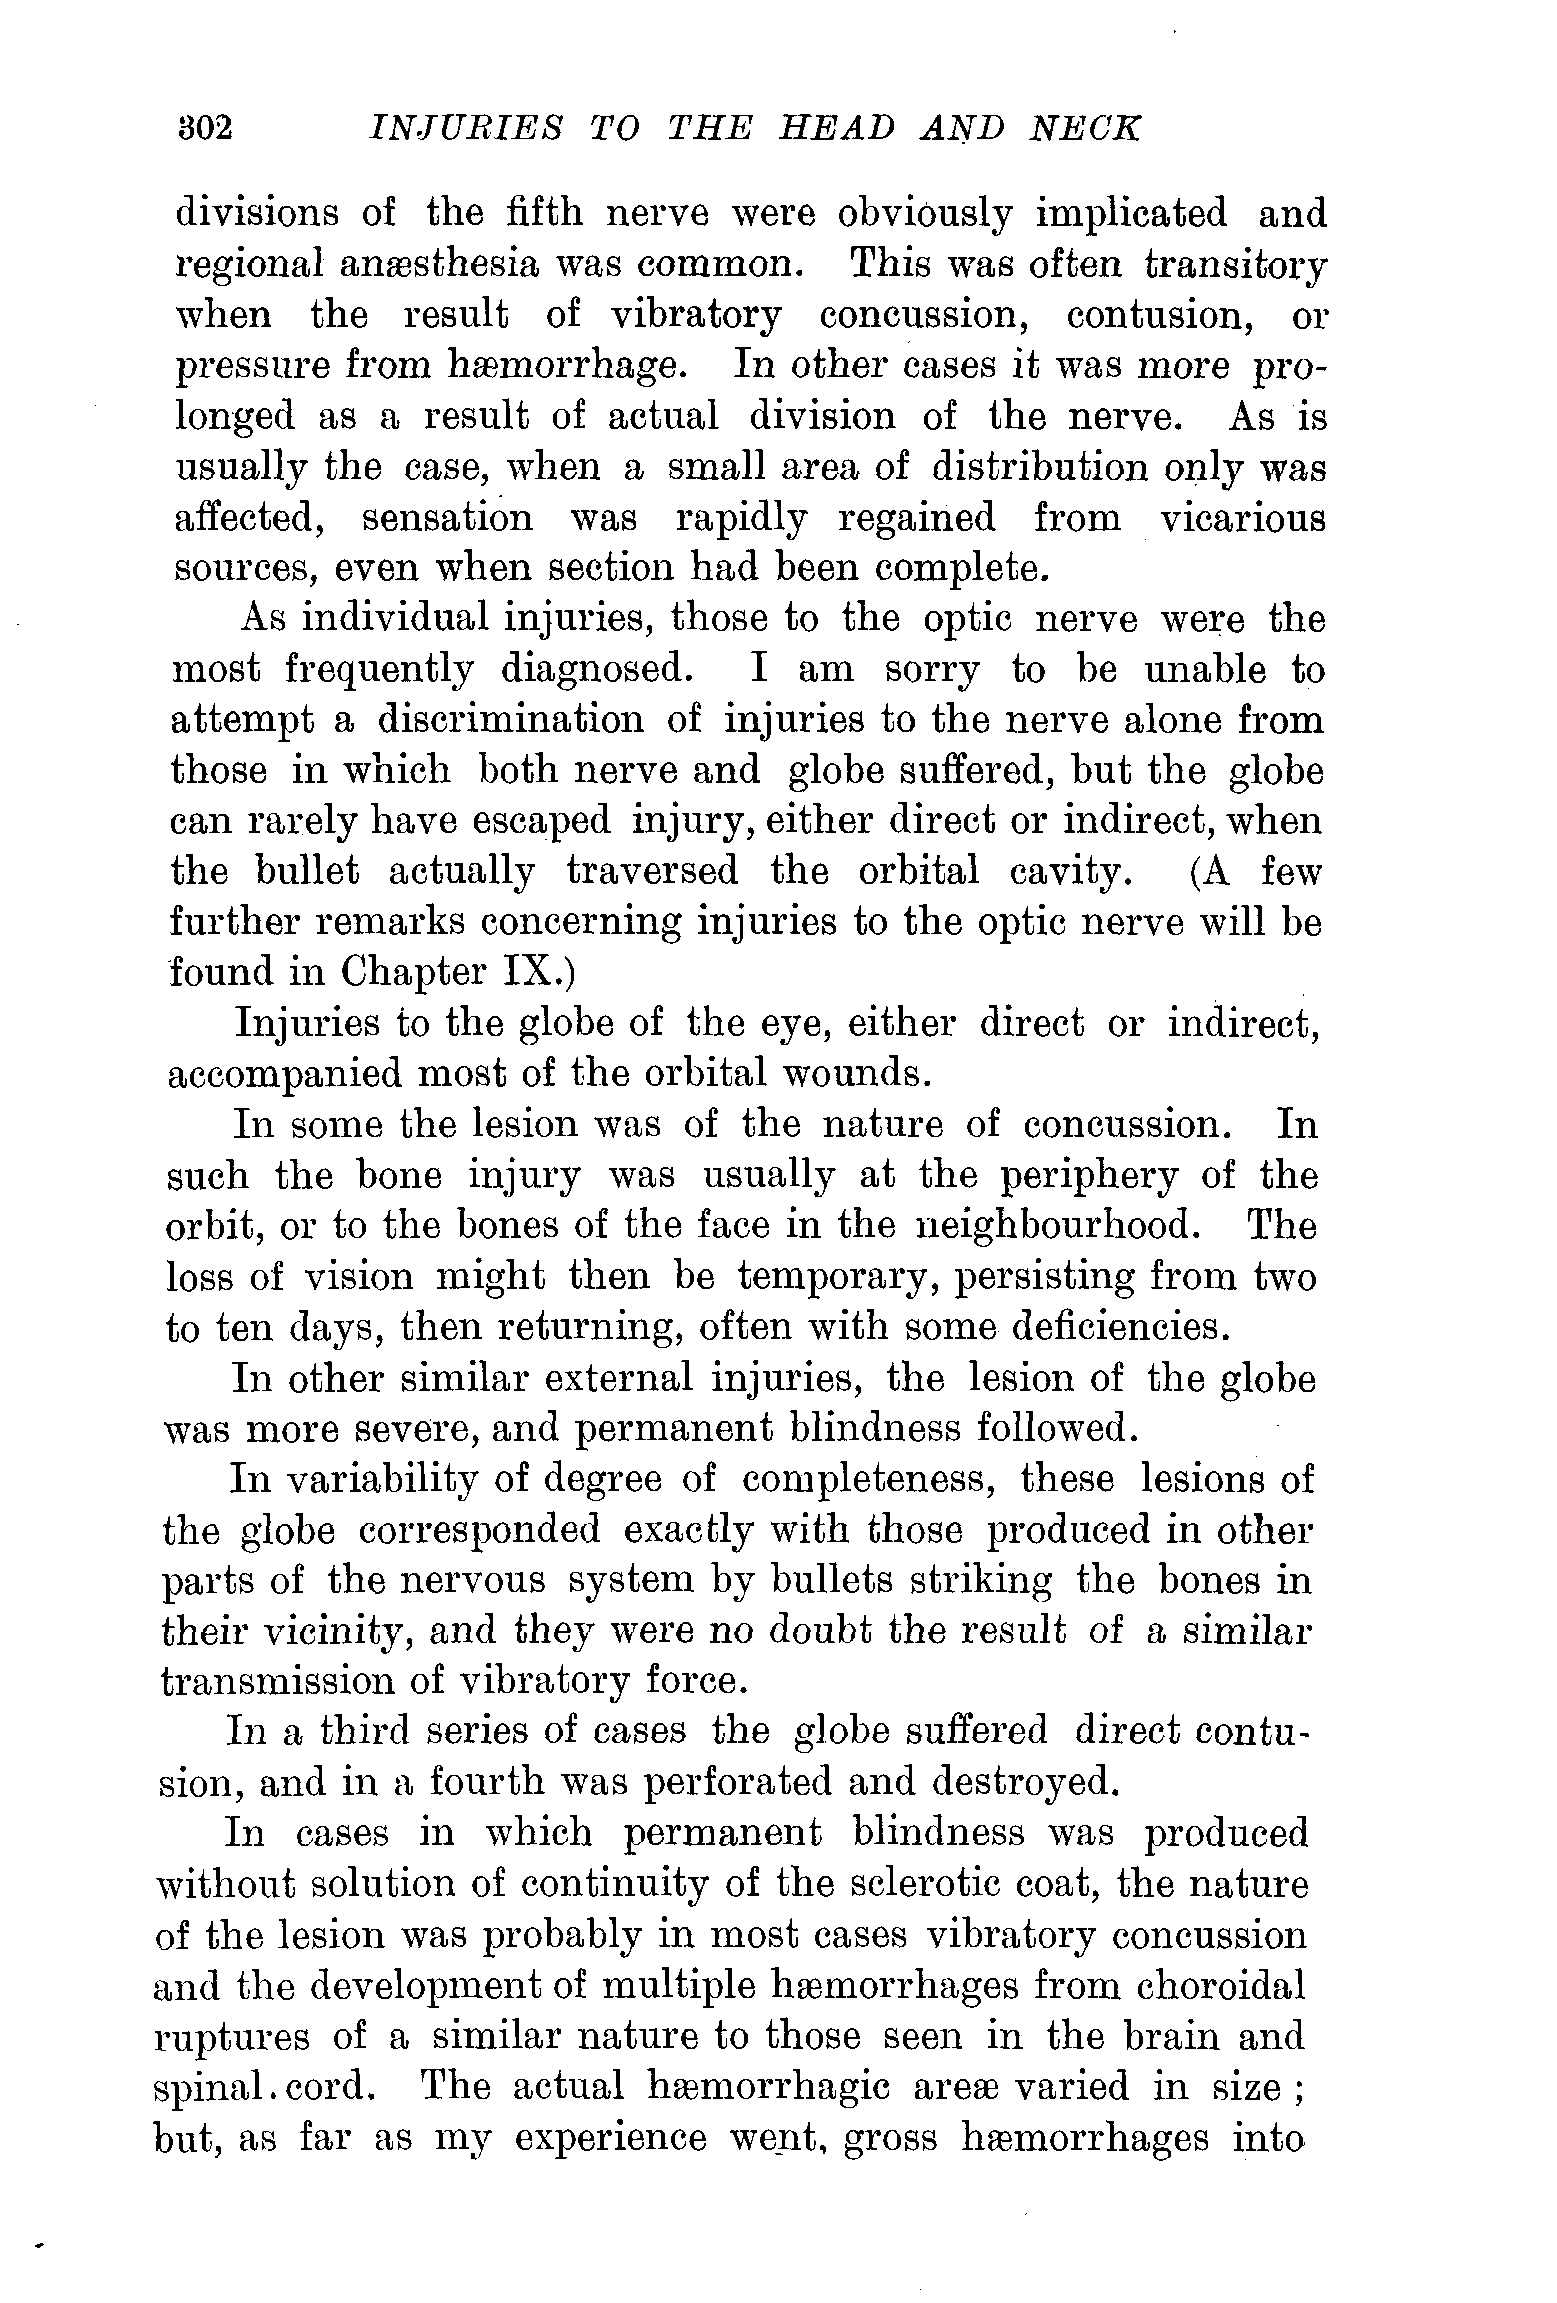 302 INJURIES TO THE HEAD AND NECK
divisions of the fifth nerve were obviously implicated and
regional anæsthesia was common. This was often transitory
when the result of vibratory concussion, contusion, or
pressure from hæmorrhage. In other cases it was more pro-
longed as a result of actual division of the nerve. As is
usually the case, when a small area of distribution only was
affected, sensation was rapidly regained from vicarious
sources, even when section had been complete.
As individual injuries, those to the optic nerve were the
most frequently diagnosed. I am sorry to be unable to
attempt a discrimination of injuries to the nerve alone from
those in which both nerve and globe suffered, but the globe
can rarely have escaped injury, either direct or indirect, when
the bullet actually traversed the orbital cavity. (A few
further remarks concerning injuries to the optic nerve will be
found in Chapter IX.)
Injuries to the globe of the eye, either direct or indirect,
accompanied most of the orbital wounds.
In some the lesion was of the nature of concussion. In
such the bone injury was usually at the periphery of the
orbit, or to the bones of the face in the neighbourhood. The
loss of vision might then be temporary, persisting from two
to ten days, then returning, often with some deficiencies.
In other similar external injuries, the lesion of the globe
was more severe, and permanent blindness followed.
In variability of degree of completeness, these lesions of
the globe corresponded exactly with those produced in other
parts of the nervous system by bullets striking the bones in
their vicinity, and they were no doubt the result of a similar
transmission of vibratory force.
In a third series of cases the globe suffered direct contu-
sion, and in a fourth was perforated and destroyed.
In cases in which permanent blindness was produced
without solution of continuity of the sclerotic coat, the nature
of the lesion was probably in most cases vibratory concussion
and the development of multiple hæmorrhages from choroidal
ruptures of a similar nature to those seen in the brain and
spinal cord. The actual hæmorrhagic areæ varied in size ;
but, as far as my experience went, gross hæmorrhages into